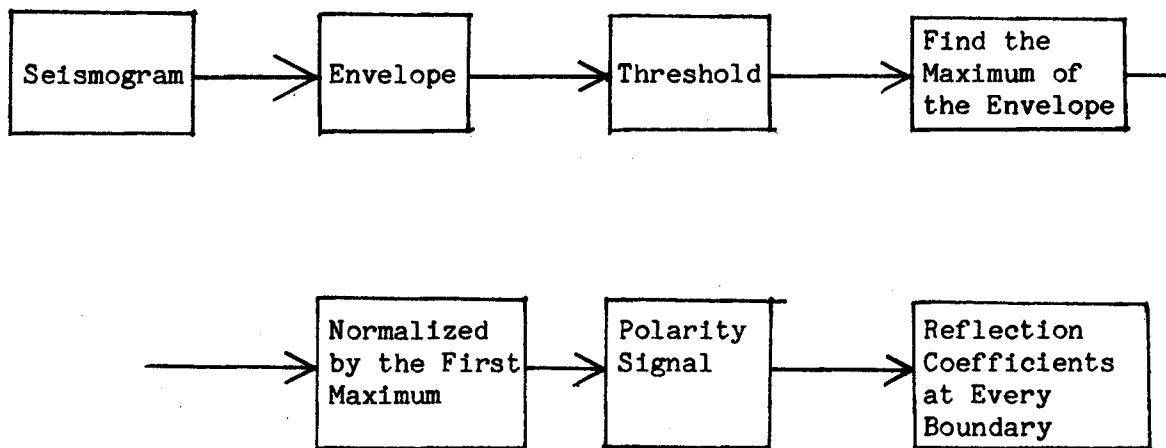 Seismogram
Envelope
Threshold
Find the
Maximum of
the Envelope
Normalized
by the First
Maximum
Polarity
Signal
Reflection
Coefficients
at Every
Boundary